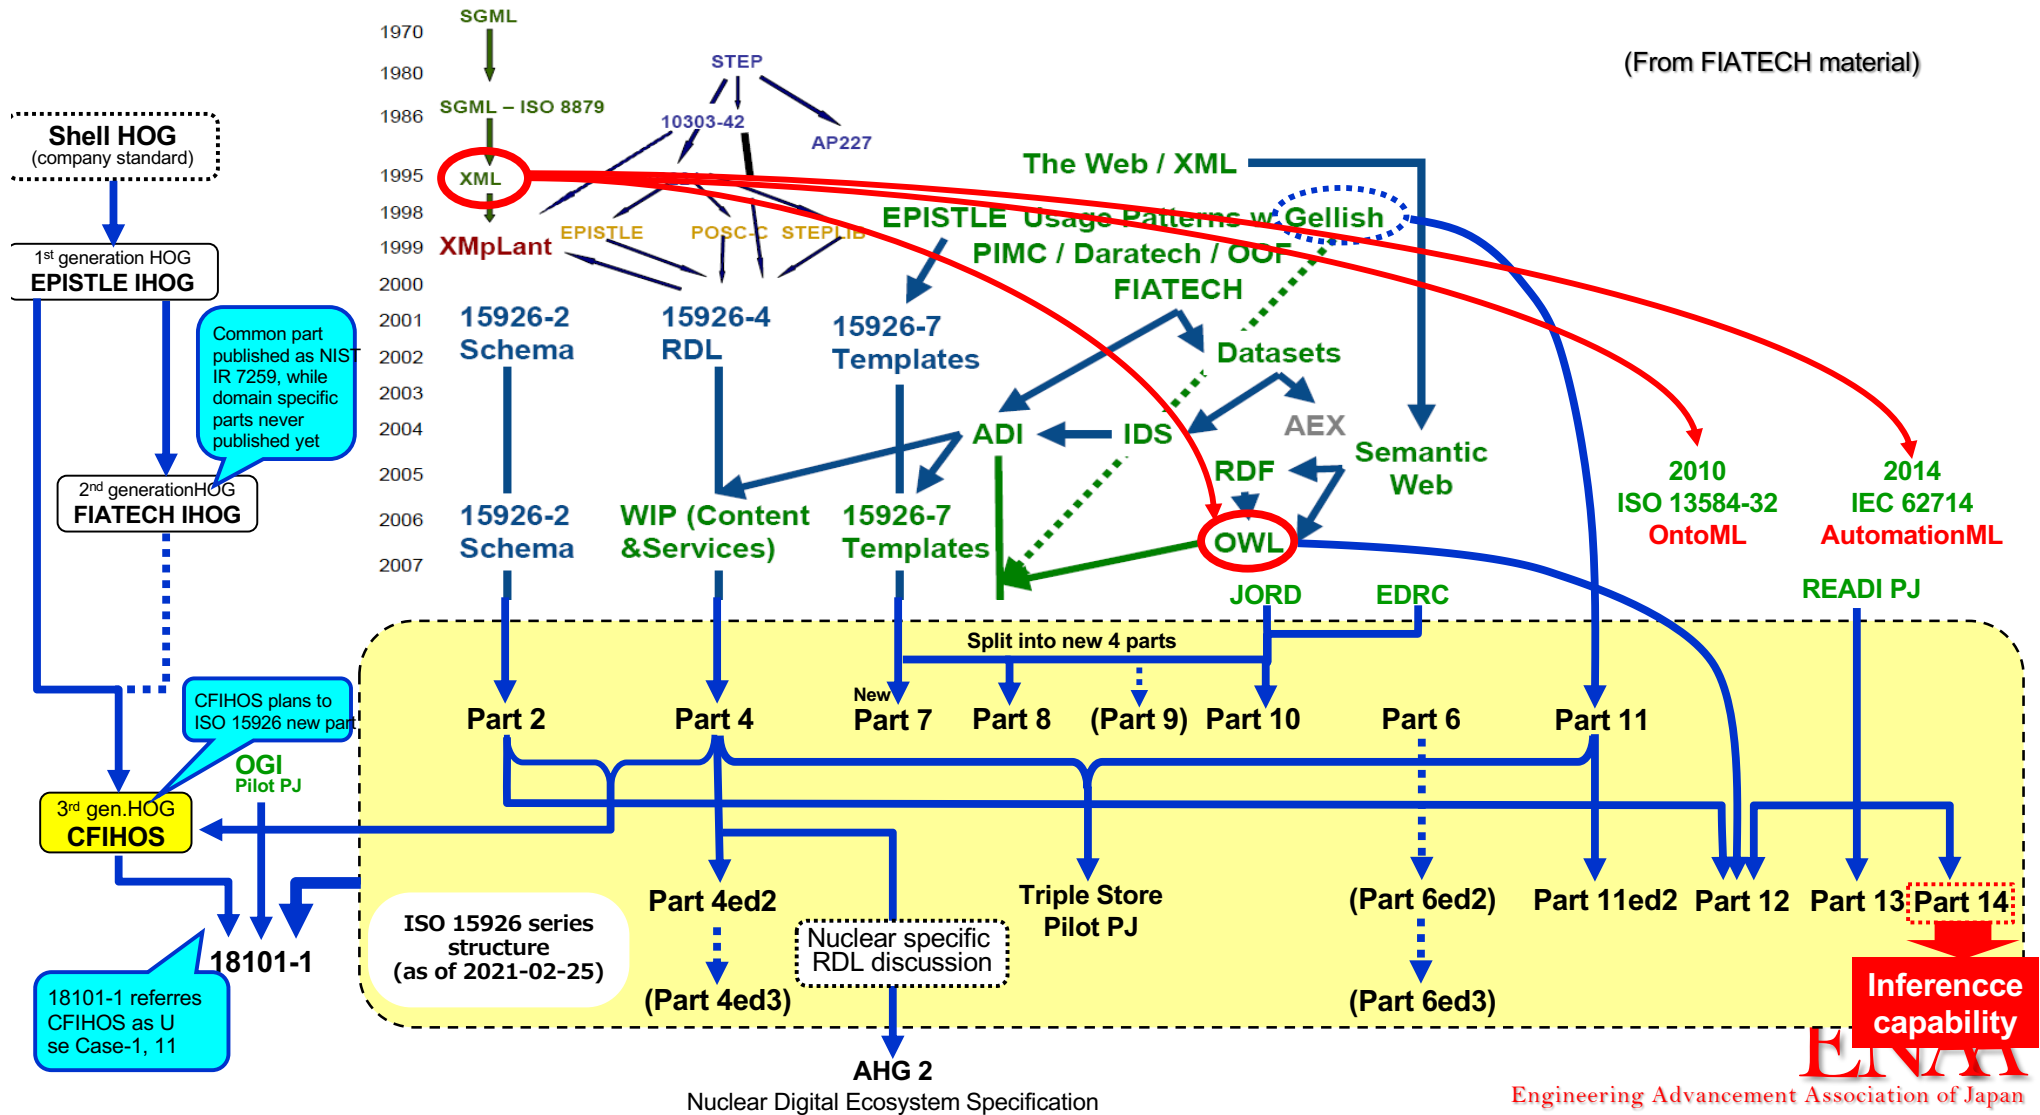 (From FIATECH material)
1970
1980
1986
1995
1998
1999
2000
2001
2002
2003
2004
2005
2006
2007
SGML
SGML – ISO 8879
XML
XMpLant
STEP
10303-42
AP227
EPISTLE
POSC-C
STEPLIB
The Web / XML
EPISTLE Usage Patterns w/ Gellish
PIMC / Daratech / OOF
FIATECH
Shell HOG
(company standard)
1st generation HOG
EPISTLE IHOG
Common part
published as NIST
IR 7259, while
domain specific
parts never
published yet
2nd generationHOG
FIATECH IHOG
15926-2
Schema
15926-4
RDL
15926-7
Templates
Datasets
ADI
IDS
AEX
RDF
Semantic
Web
OWL
15926-2
Schema
WIP (Content
&Services)
15926-7
Templates
2010
ISO 13584-32
OntoML
2014
IEC 62714
AutomationML
JORD
EDRC
READI PJ
Split into new 4 parts
Part 2
Part 4
New
Part 7
Part 8
(Part 9)
Part 10
Part 6
Part 11
CFIHOS plans to
ISO 15926 new part
OGI
Pilot PJ
3rd gen.HOG
CFIHOS
18101-1
18101-1 referres
CFIHOS as U
se Case-1, 11
ISO 15926 series
structure
(as of 2021-02-25)
Part 4ed2
(Part 4ed3)
Nuclear specific
RDL discussion
Triple Store
Pilot PJ
(Part 6ed2)
(Part 6ed3)
Part 11ed2
Part 12
Part 13
Part 14
Inferencce
capability
AHG 2
Nuclear Digital Ecosystem Specification
ENAA
Engineering Advancement Association of Japan